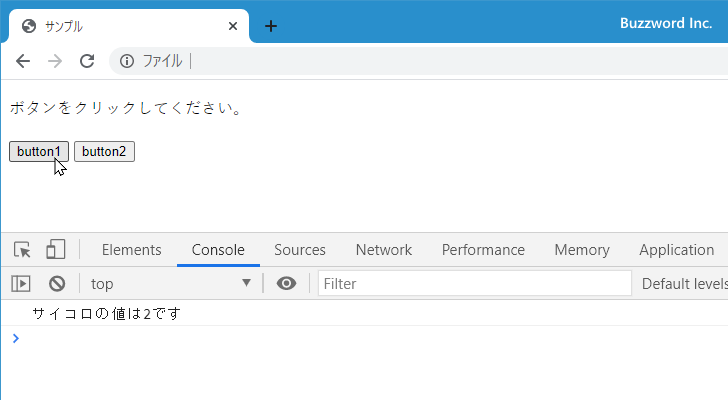 サンプル
Buzzword Inc.
ファイル
ボタンをクリックしてください。
button1 button2
Elements Console Sources Network Performance Memory Application
top Filter Default levels
サイコロの値は2です